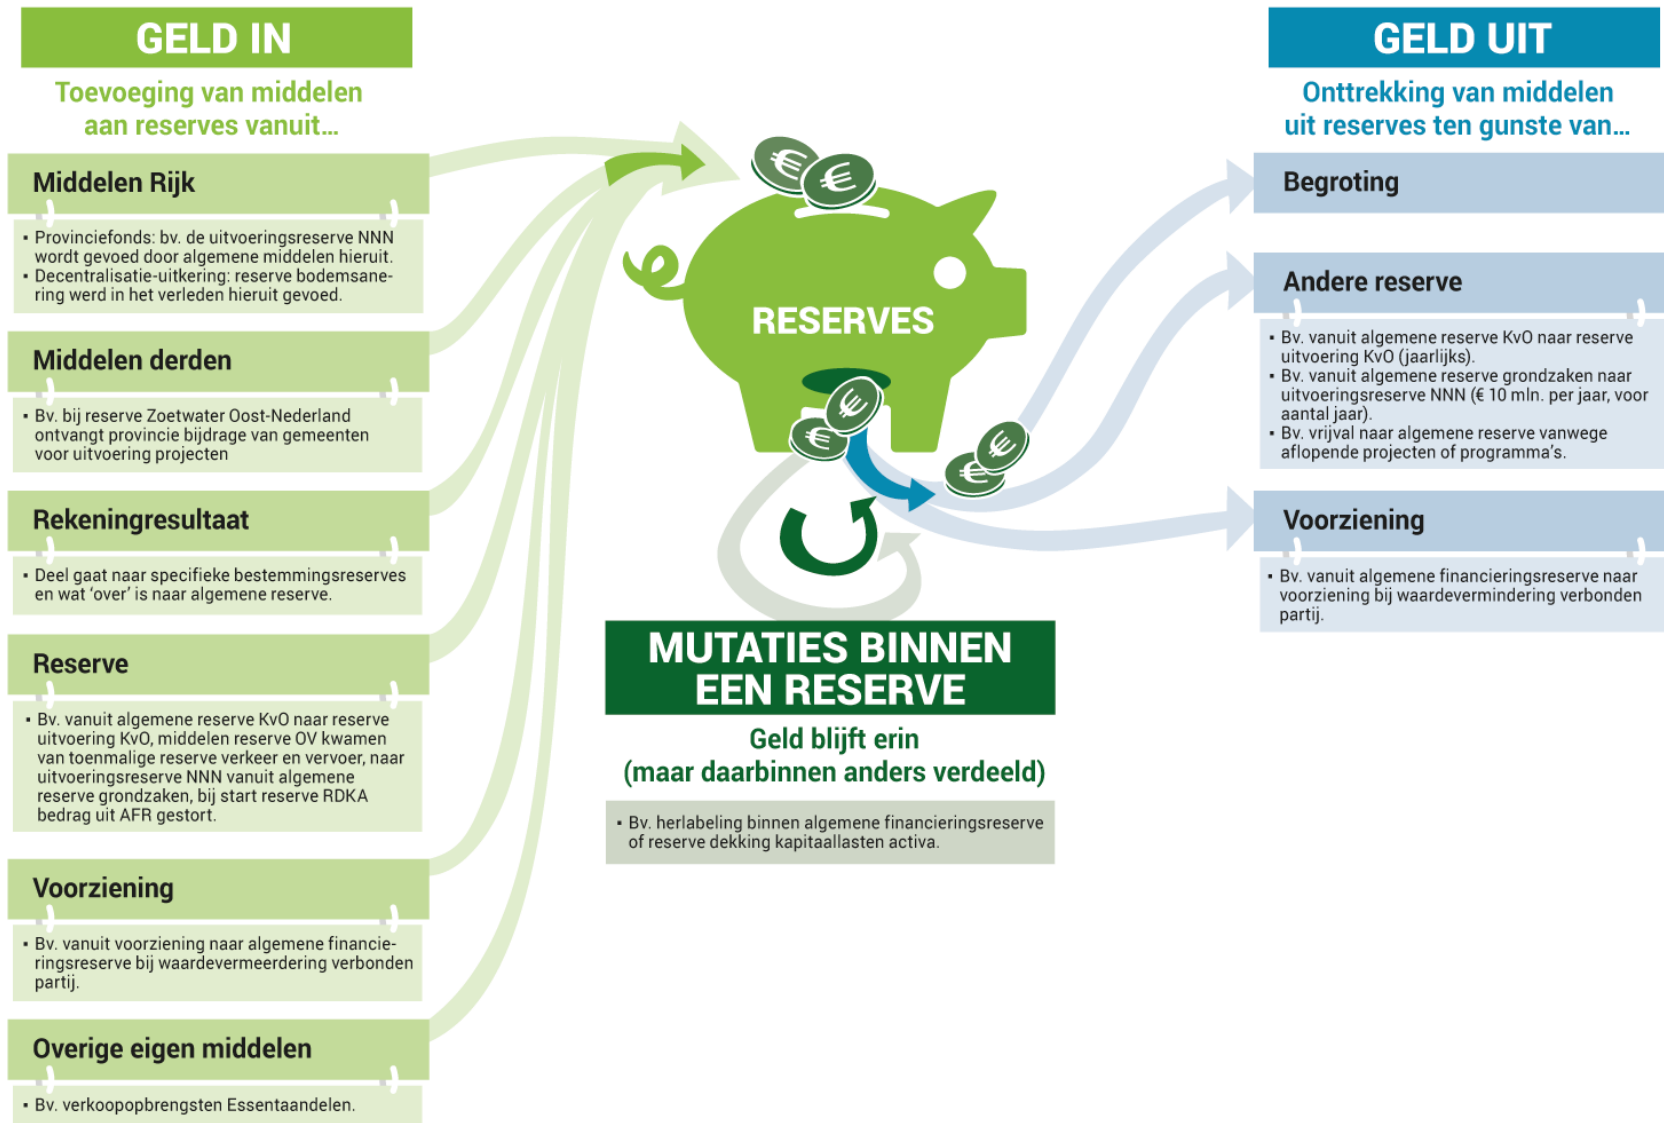 GELD IN
Toevoeging van middelen
aan reserves vanuit...
Middelen Rijk
▪ Provinciefonds: bv. de uitvoeringsreserve NNN
wordt gevoed door algemene middelen hieruit.
▪ Decentralisatie-uitkering: reserve bodemsane-
ring werd in het verleden hieruit gevoed.
Middelen derden
▪ Bv. bij reserve Zoetwater Oost-Nederland
ontvangt provincie bijdrage van gemeenten
voor uitvoering projecten
Rekeningresultaat
▪ Deel gaat naar specifieke bestemmingsreserves
en wat ‘over’ is naar algemene reserve.
Reserve
▪ Bv. vanuit algemene reserve KvO naar reserve
uitvoering KvO, middelen reserve OV kwamen
van toenmalige reserve verkeer en vervoer, naar
uitvoeringsreserve NNN vanuit algemene
reserve grondzaken, bij start reserve RDKA
bedrag uit AFR gestort.
Voorziening
▪ Bv. vanuit voorziening naar algemene financie-
ringsreserve bij waardevermeerdering verbonden
partij.
Overige eigen middelen
▪ Bv. verkoopopbrengsten Essentaandelen.
€
€
RESERVES
€
€
€
€
MUTATIES BINNEN
EEN RESERVE
Geld blijft erin
(maar daarbinnen anders verdeeld)
▪ Bv. herlabeling binnen algemene financieringsreserve
of reserve dekking kapitaallasten activa.
GELD UIT
Onttrekking van middelen
uit reserves ten gunste van...
Begroting
Andere reserve
▪ Bv. vanuit algemene reserve KvO naar reserve
uitvoering KvO (jaarlijks).
▪ Bv. vanuit algemene reserve grondzaken naar
uitvoeringsreserve NNN (€ 10 mln. per jaar, voor
aantal jaar).
▪ Bv. vrijval naar algemene reserve vanwege
aflopende projecten of programma’s.
Voorziening
▪ Bv. vanuit algemene financieringsreserve naar
voorziening bij waardevermindering verbonden
partij.